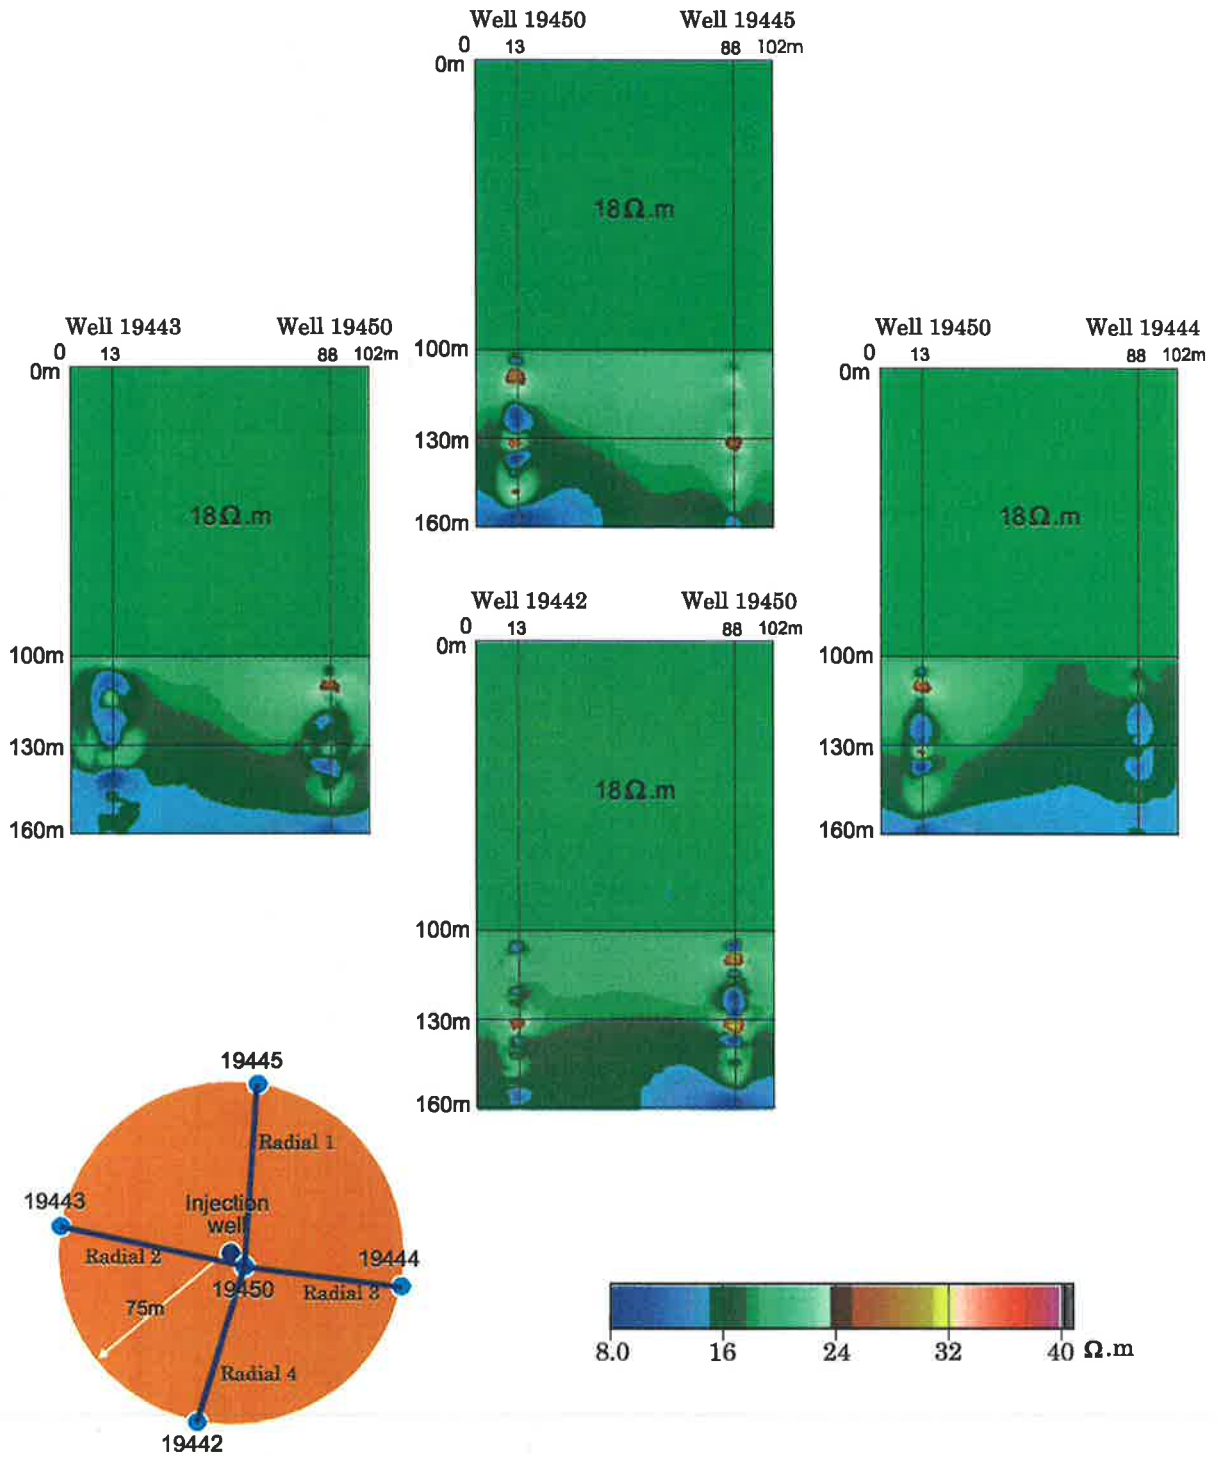 Well 19450 Well 19445
0 13 88 102m
0m
18Ω.m
100m
130m
160m
Well 19443 Well 19450
0 13 88 102m
0m
18Ω.m
100m
130m
160m
Well 19450 Well 19444
0 13 88 102m
0m
18Ω.m
100m
130m
160m
Well 19442 Well 19450
0 13 88 102m
0m
18Ω.m
100m
130m
160m
19445
Radial 1
19443
Injection
well
Radial 2
19444
19450
Radial 3
75m
Radial 4
19442
8.0 16 24 32 40 Ω.m